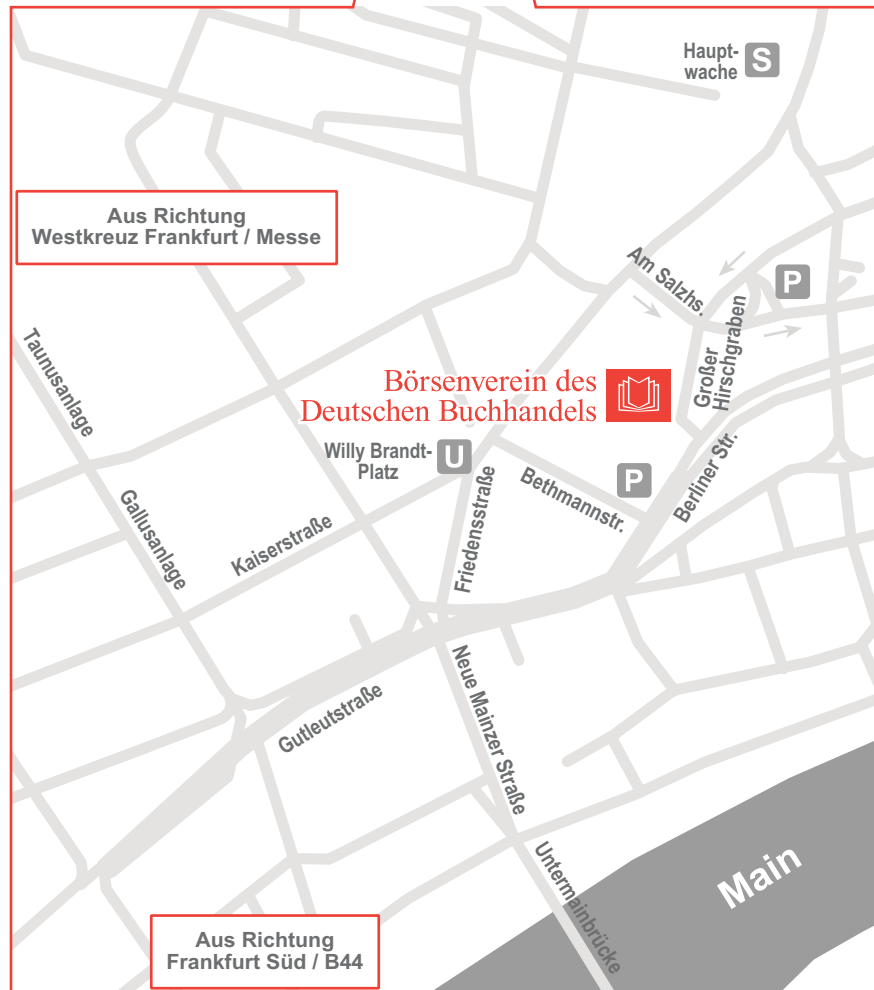 Haupt-
wache
S
Aus Richtung
Westkreuz Frankfurt / Messe
Am Salzhs.
P
Großer
Hirschgraben
Taunusanlage
Börsenverein des
Deutschen Buchhandels
Willy Brandt-
Platz
U
P
Bethmannstr.
Berliner Str.
Friedensstraße
Gallusanlage
Kaiserstraße
Neue Mainzer Straße
Gutleutstraße
Untermainbrücke
Main
Aus Richtung
Frankfurt Süd / B44